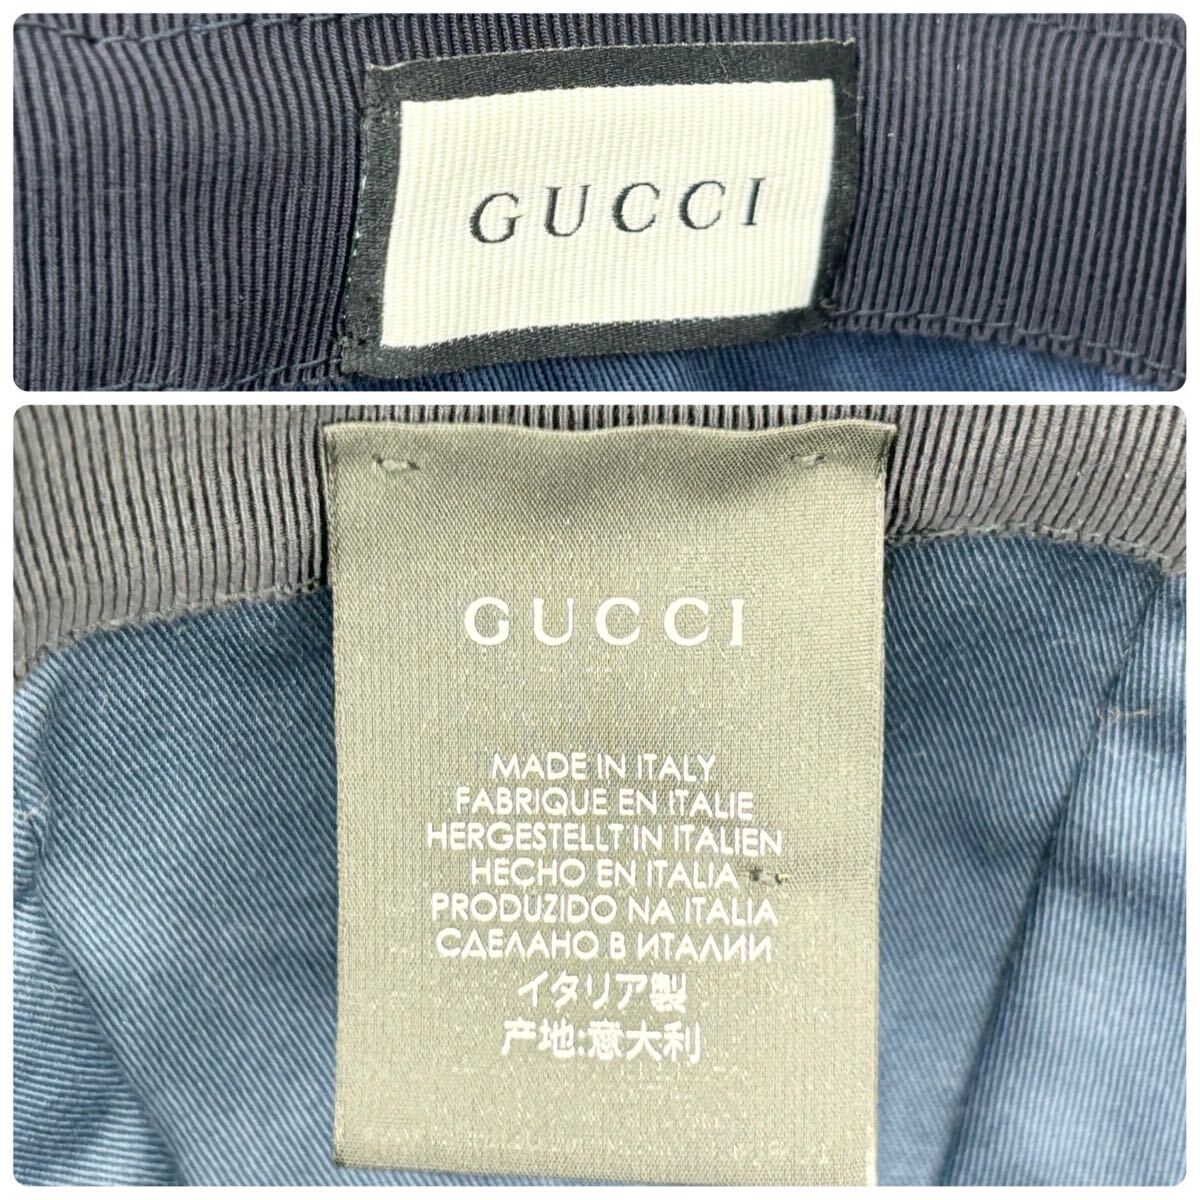 GUCCI
GUCCI
MADE IN ITALY
FABRIQUE EN ITALIE
HERGESTELLT IN ITALIEN
HECHO EN ITALIA
PRODUZIDO NA ITALIA
СДЕЛАНО В ИТАЛИИ
イタリア製
产地:意大利